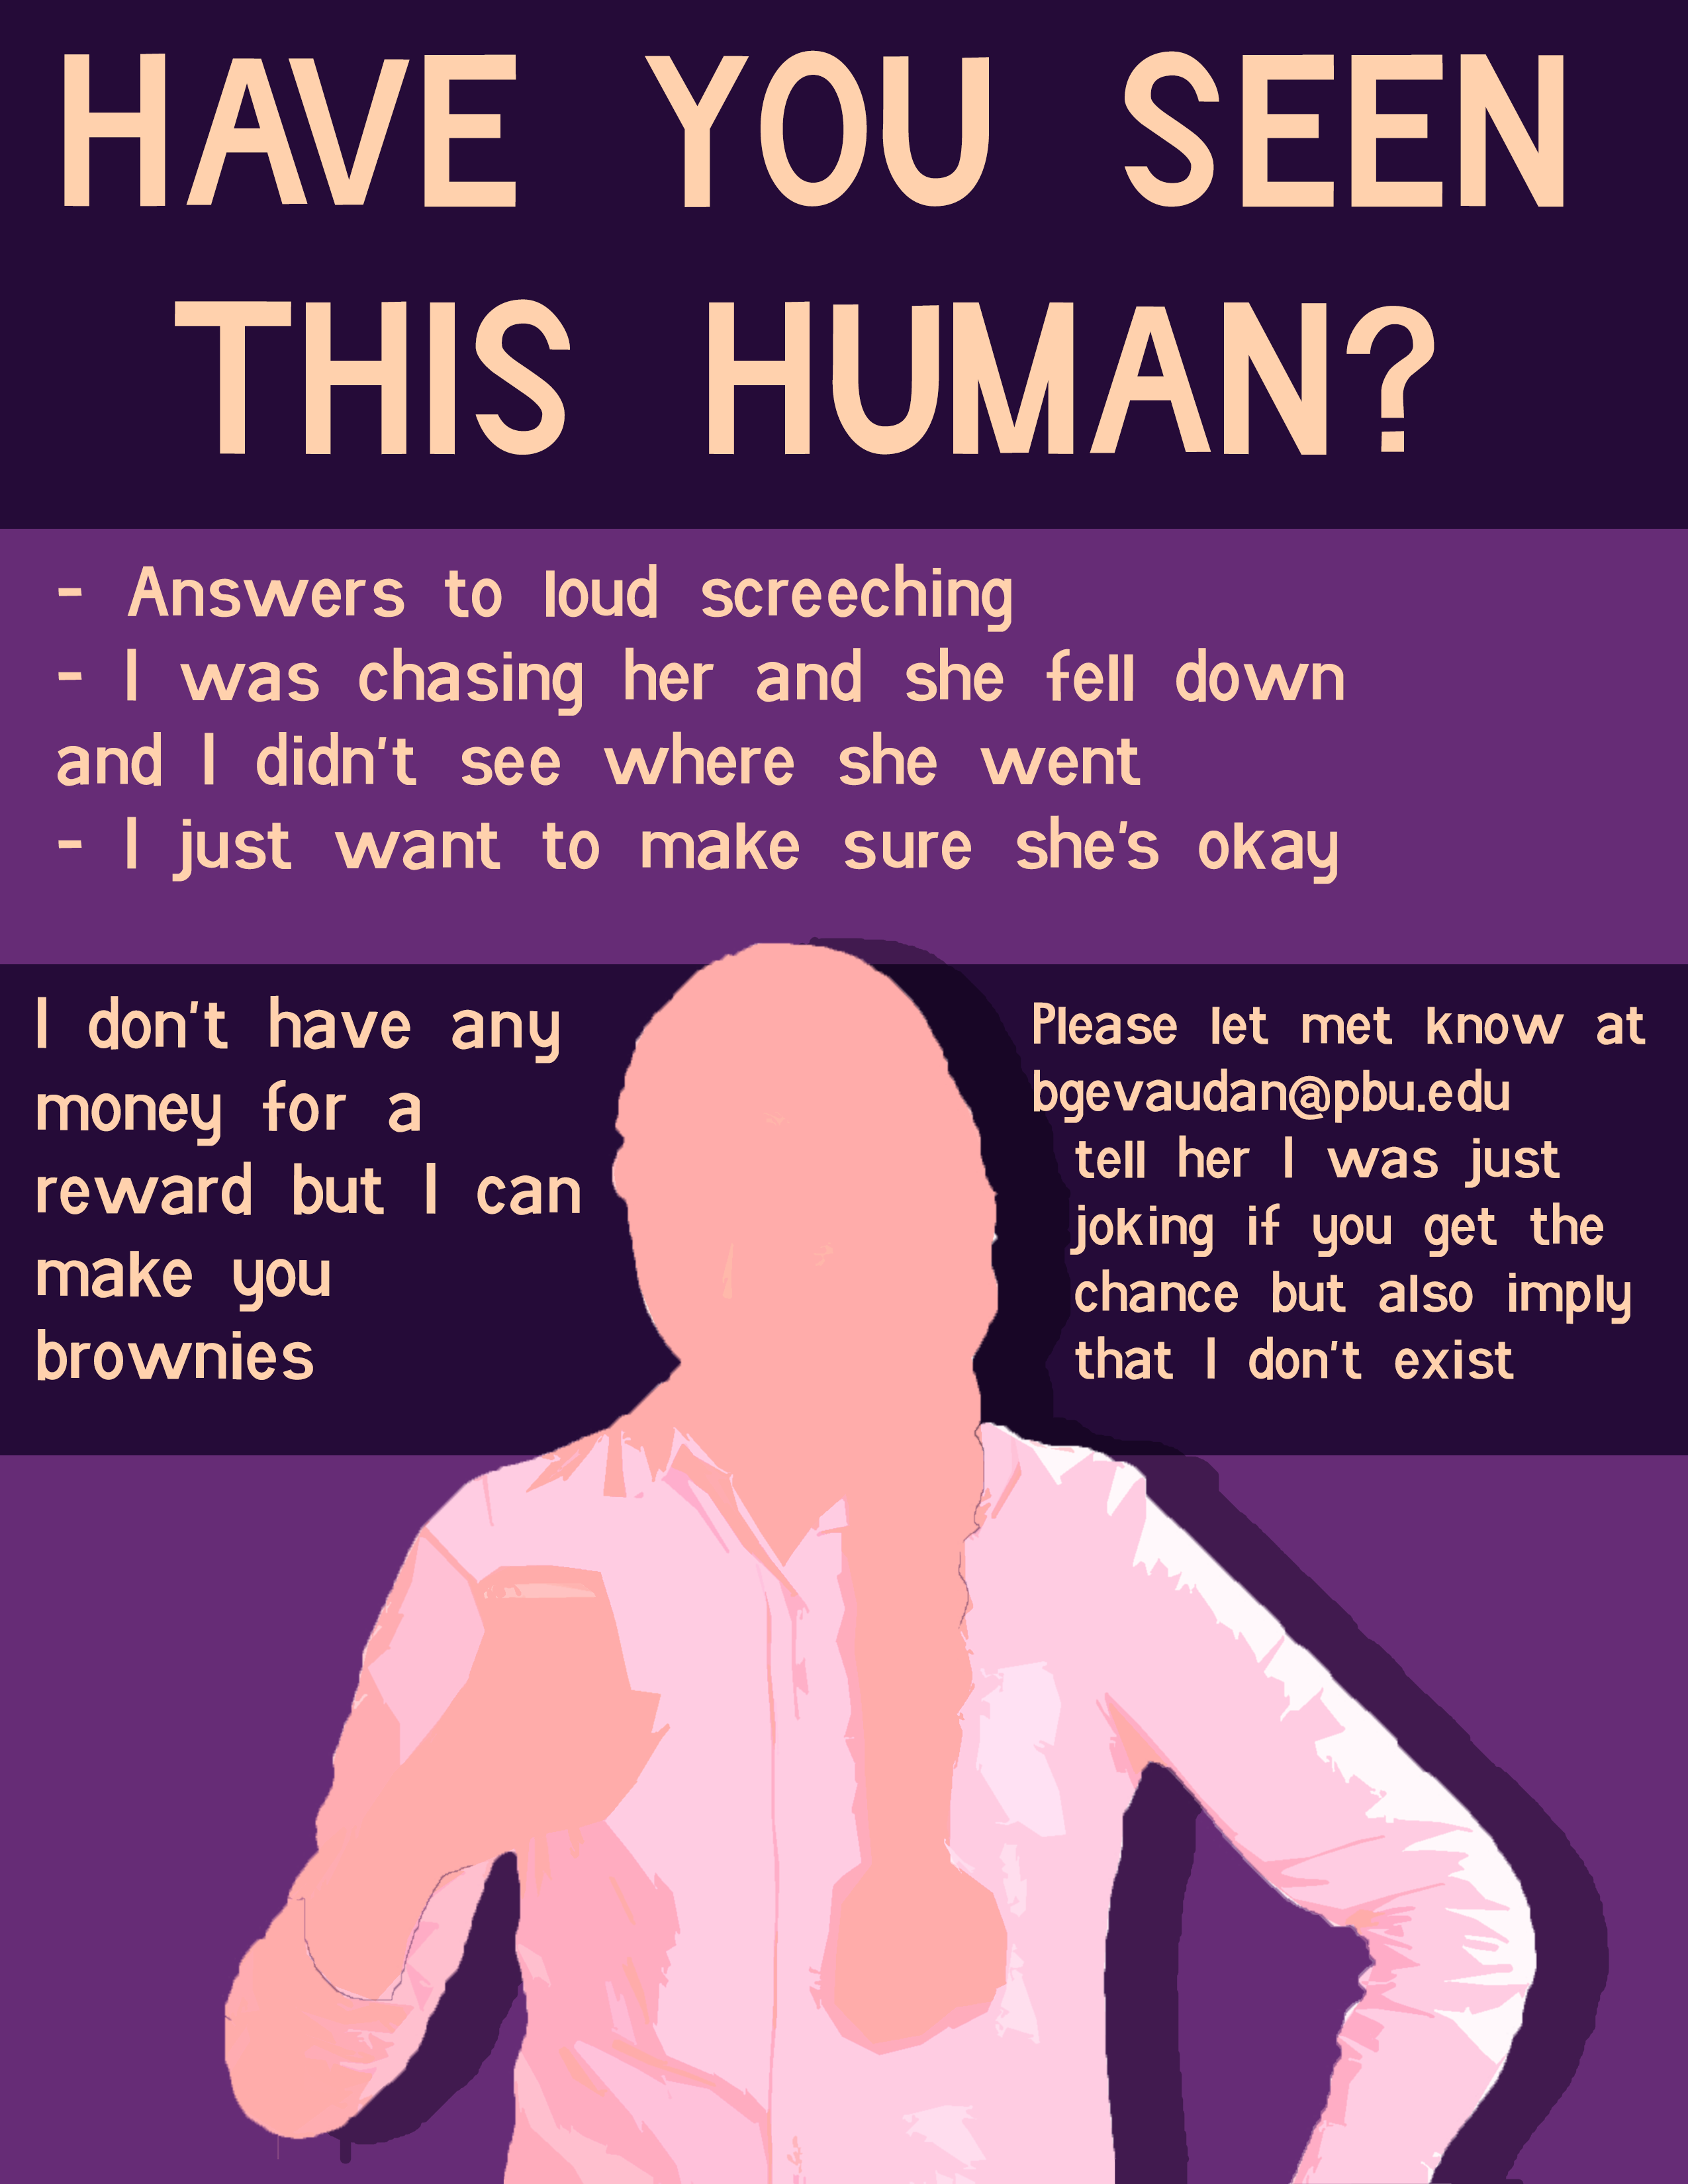 HAVE YOU SEEN
THIS HUMAN?
- Answers to loud screeching
- I was chasing her and she fell down
and I didn't see where she went
- I just want to make sure she's okay
I don't have any
money for a
reward but I can
make you
brownies
Please let met know at
bgevaudan@pbu.edu
tell her I was just
joking if you get the
chance but also imply
that I don't exist